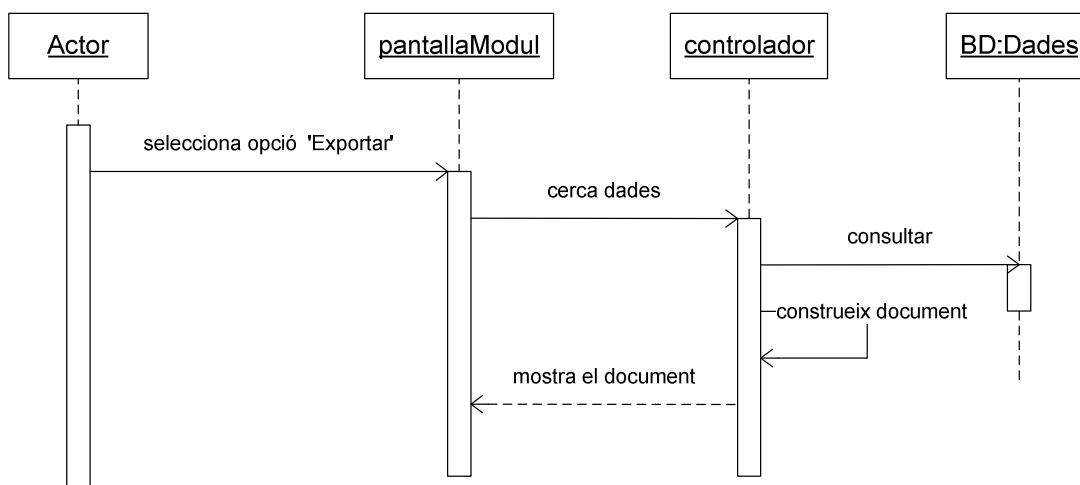 Actor
pantallaModul
controlador
BD:Dades
selecciona opció 'Exportar'
cerca dades
consultar
construeix document
mostra el document